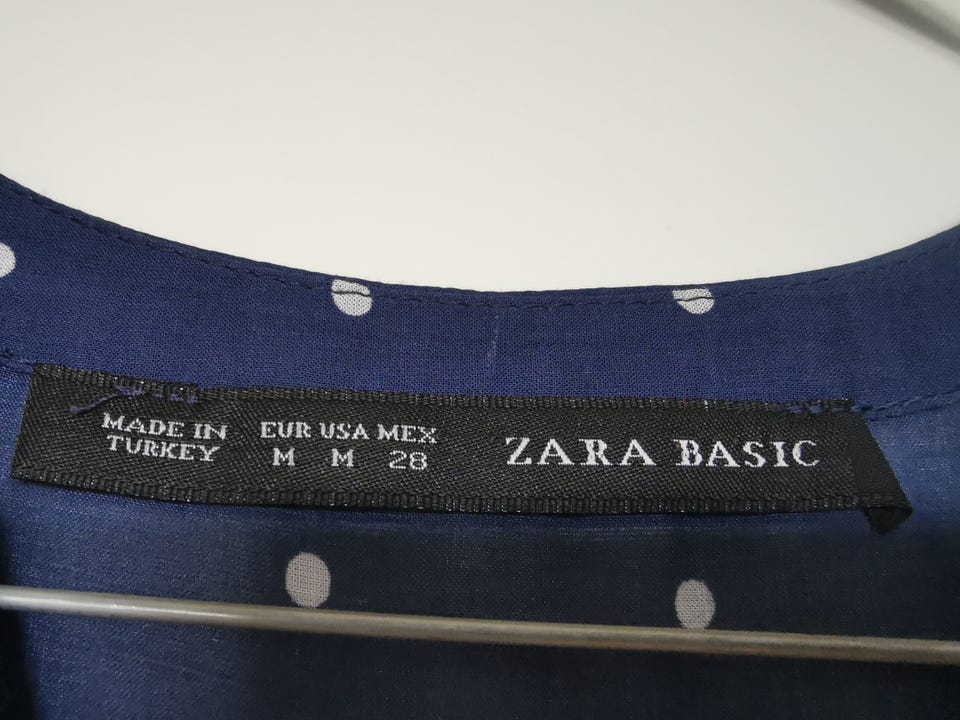 MADE IN
TURKEY
EUR USA MEX
M M 28
ZARA BASIC